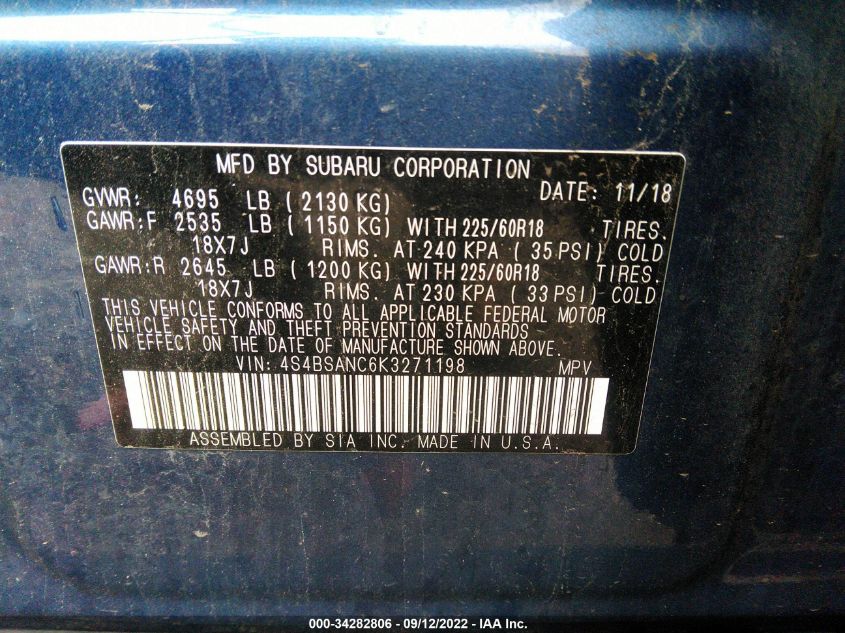 MFD BY SUBARU CORPORATION
DATE: 11/18
GVWR: 4695 LB ( 2130 KG)
GAWR:F 2535 LB ( 1150 KG) WITH 225/60R18 TIRES.
18X7J RIMS. AT 240 KPA ( 35 PSI) COLD
GAWR:R 2645 LB ( 1200 KG) WITH 225/60R18 TIRES.
18X7J RIMS. AT 230 KPA ( 33 PSI) COLD
THIS VEHICLE CONFORMS TO ALL APPLICABLE FEDERAL MOTOR
VEHICLE SAFETY AND THEFT PREVENTION STANDARDS
IN EFFECT ON THE DATE OF MANUFACTURE SHOWN ABOVE.
VIN: 4S4BSANC6K3271198 MPV
ASSEMBLED BY SIA INC. MADE IN U.S.A.
000-34282806 - 09/12/2022 - IAA Inc.